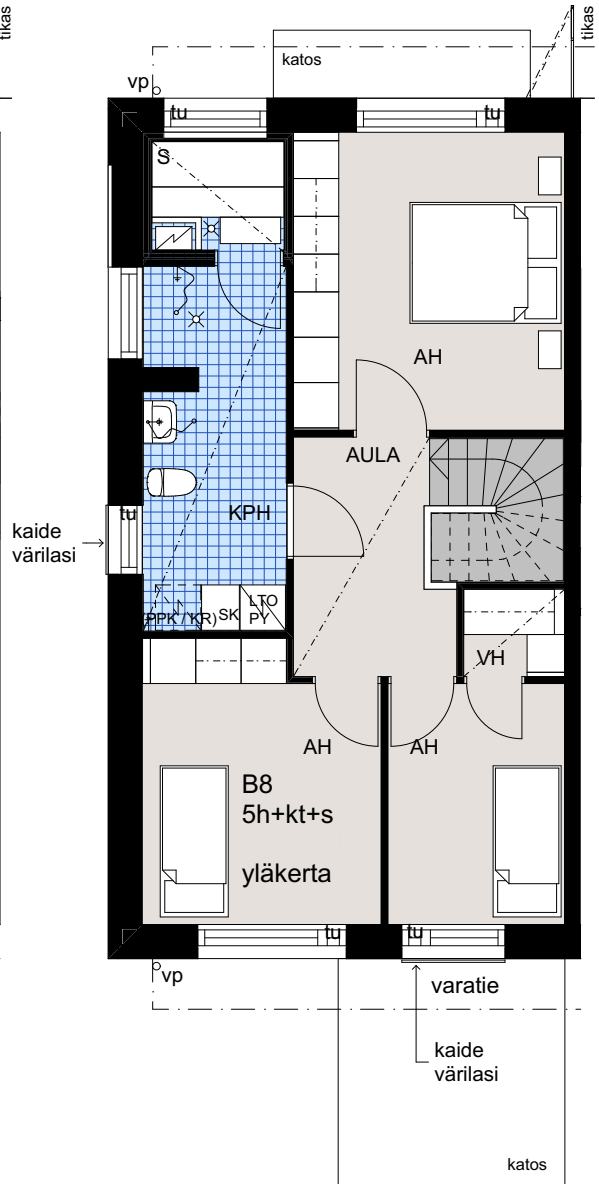 tikas
tikas
katos
vp
tu
tu
S
AH
AULA
tu
KPH
kaide
värilasi
(PPK / KR)
SK
LTO
PY
VH
AH
AH
B8
5h+kt+s
yläkerta
tu
tu
vp
varatie
kaide
värilasi
katos